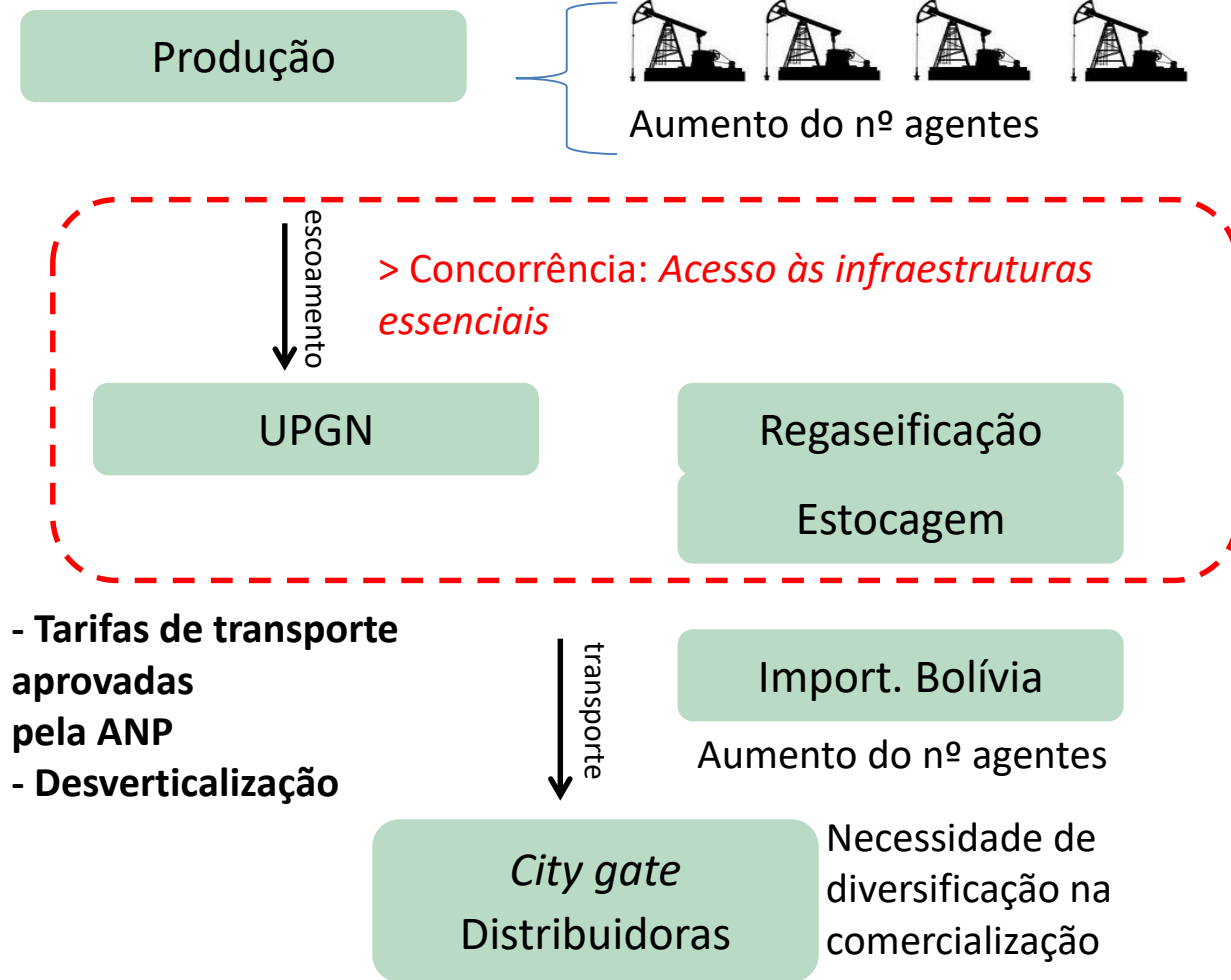 Produção
Aumento do nº agentes
escoamento
> Concorrência: Acesso às infraestruturas
essenciais
UPGN
Regaseificação
Estocagem
- Tarifas de transporte
aprovadas
pela ANP
- Desverticalização
transporte
Import. Bolívia
Aumento do nº agentes
City gate
Distribuidoras
Necessidade de
diversificação na
comercialização